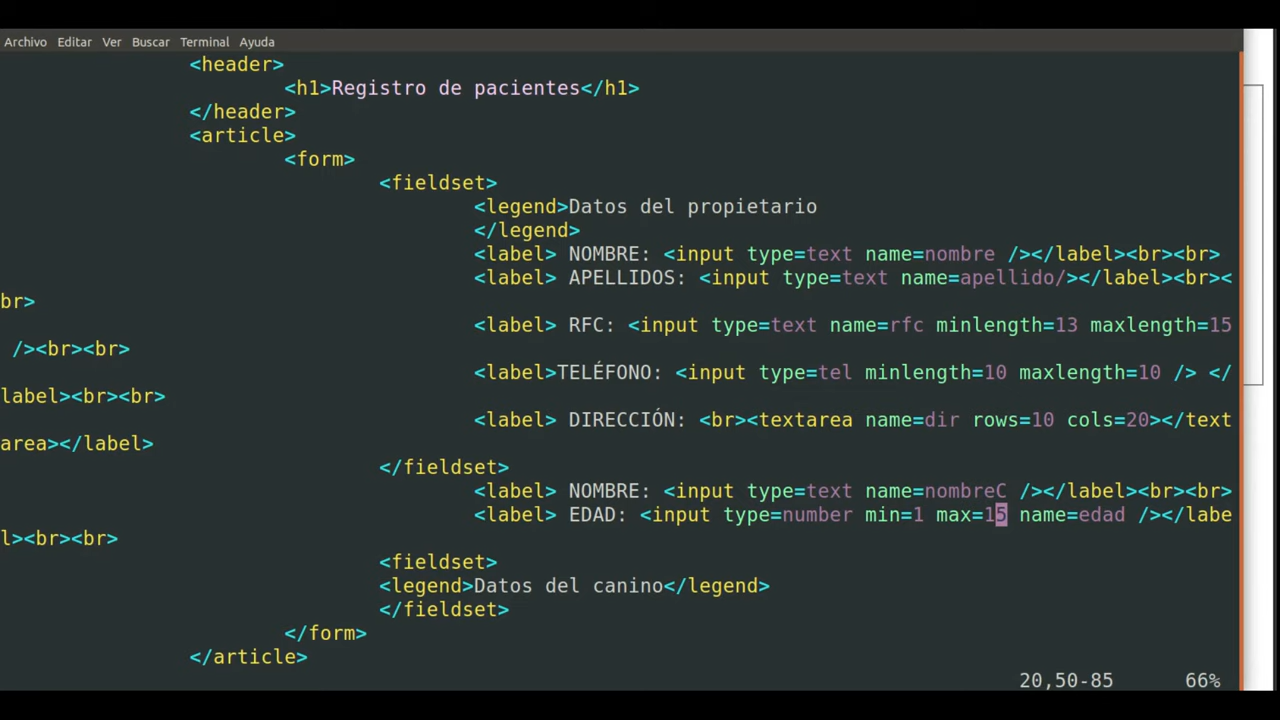 Archivo Editar Ver Buscar Terminal Ayuda
<header>
<h1>Registro de pacientes</h1>
</header>
<article>
<form>
<fieldset>
<legend>Datos del propietario
</legend>
<label> NOMBRE: <input type=text name=nombre /></label><br><br>
<label> APELLIDOS: <input type=text name=apellido/></label><br><
br>
<label> RFC: <input type=text name=rfc minlength=13 maxlength=15
/><br><br>
<label>TELÉFONO: <input type=tel minlength=10 maxlength=10 /> </
label><br><br>
<label> DIRECCIÓN: <br><textarea name=dir rows=10 cols=20></text
area></label>
</fieldset>
<label> NOMBRE: <input type=text name=nombreC /></label><br><br>
<label> EDAD: <input type=number min=1 max=15 name=edad /></labe
l><br><br>
<fieldset>
<legend>Datos del canino</legend>
</fieldset>
</form>
</article>
20,50-85 66%